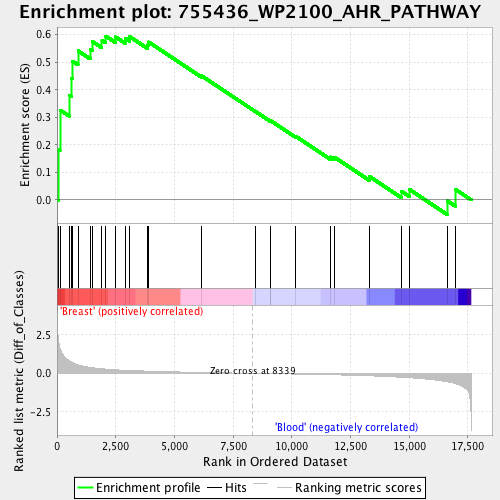 Enrichment plot: 755436_WP2100_AHR_PATHWAY
Enrichment score (ES)
0.6
0.5
0.4
0.3
0.2
0.1
0.0
'Breast' (positively correlated)
Ranked list metric (Diff_of_Classes)
2.5
0.0
-2.5
Zero cross at 8339
'Blood' (negatively correlated)
0 2,500 5,000 7,500 10,000 12,500 15,000 17,500
Rank in Ordered Dataset
Enrichment profile Hits Ranking metric scores